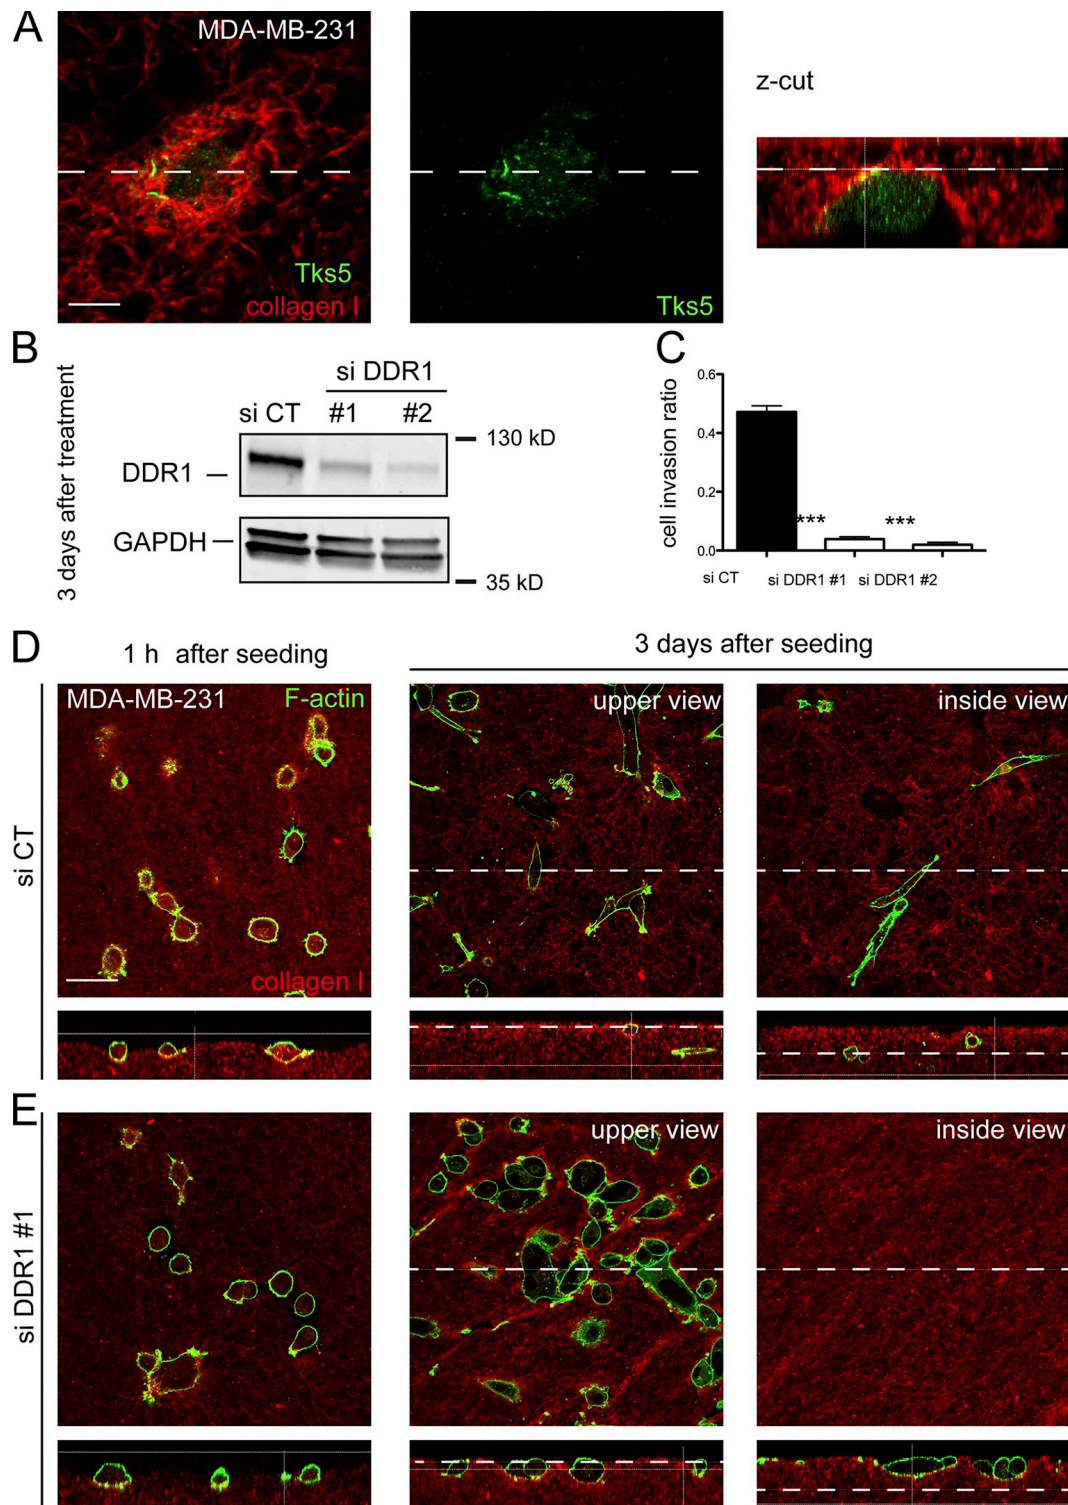 A
MDA-MB-231
Tks5
collagen I
Tks5
z-cut
B
3 days after treatment
si DDR1
si CT #1 #2
130 kD
DDR1
GAPDH
35 kD
C
cell invasion ratio
0.6
0.4
0.2
0.0
*** ***
si CT si DDR1 #1 si DDR1 #2
D
1 h after seeding
3 days after seeding
si CT
MDA-MB-231 F-actin
collagen I
upper view
inside view
E
si DDR1 #1
upper view
inside view